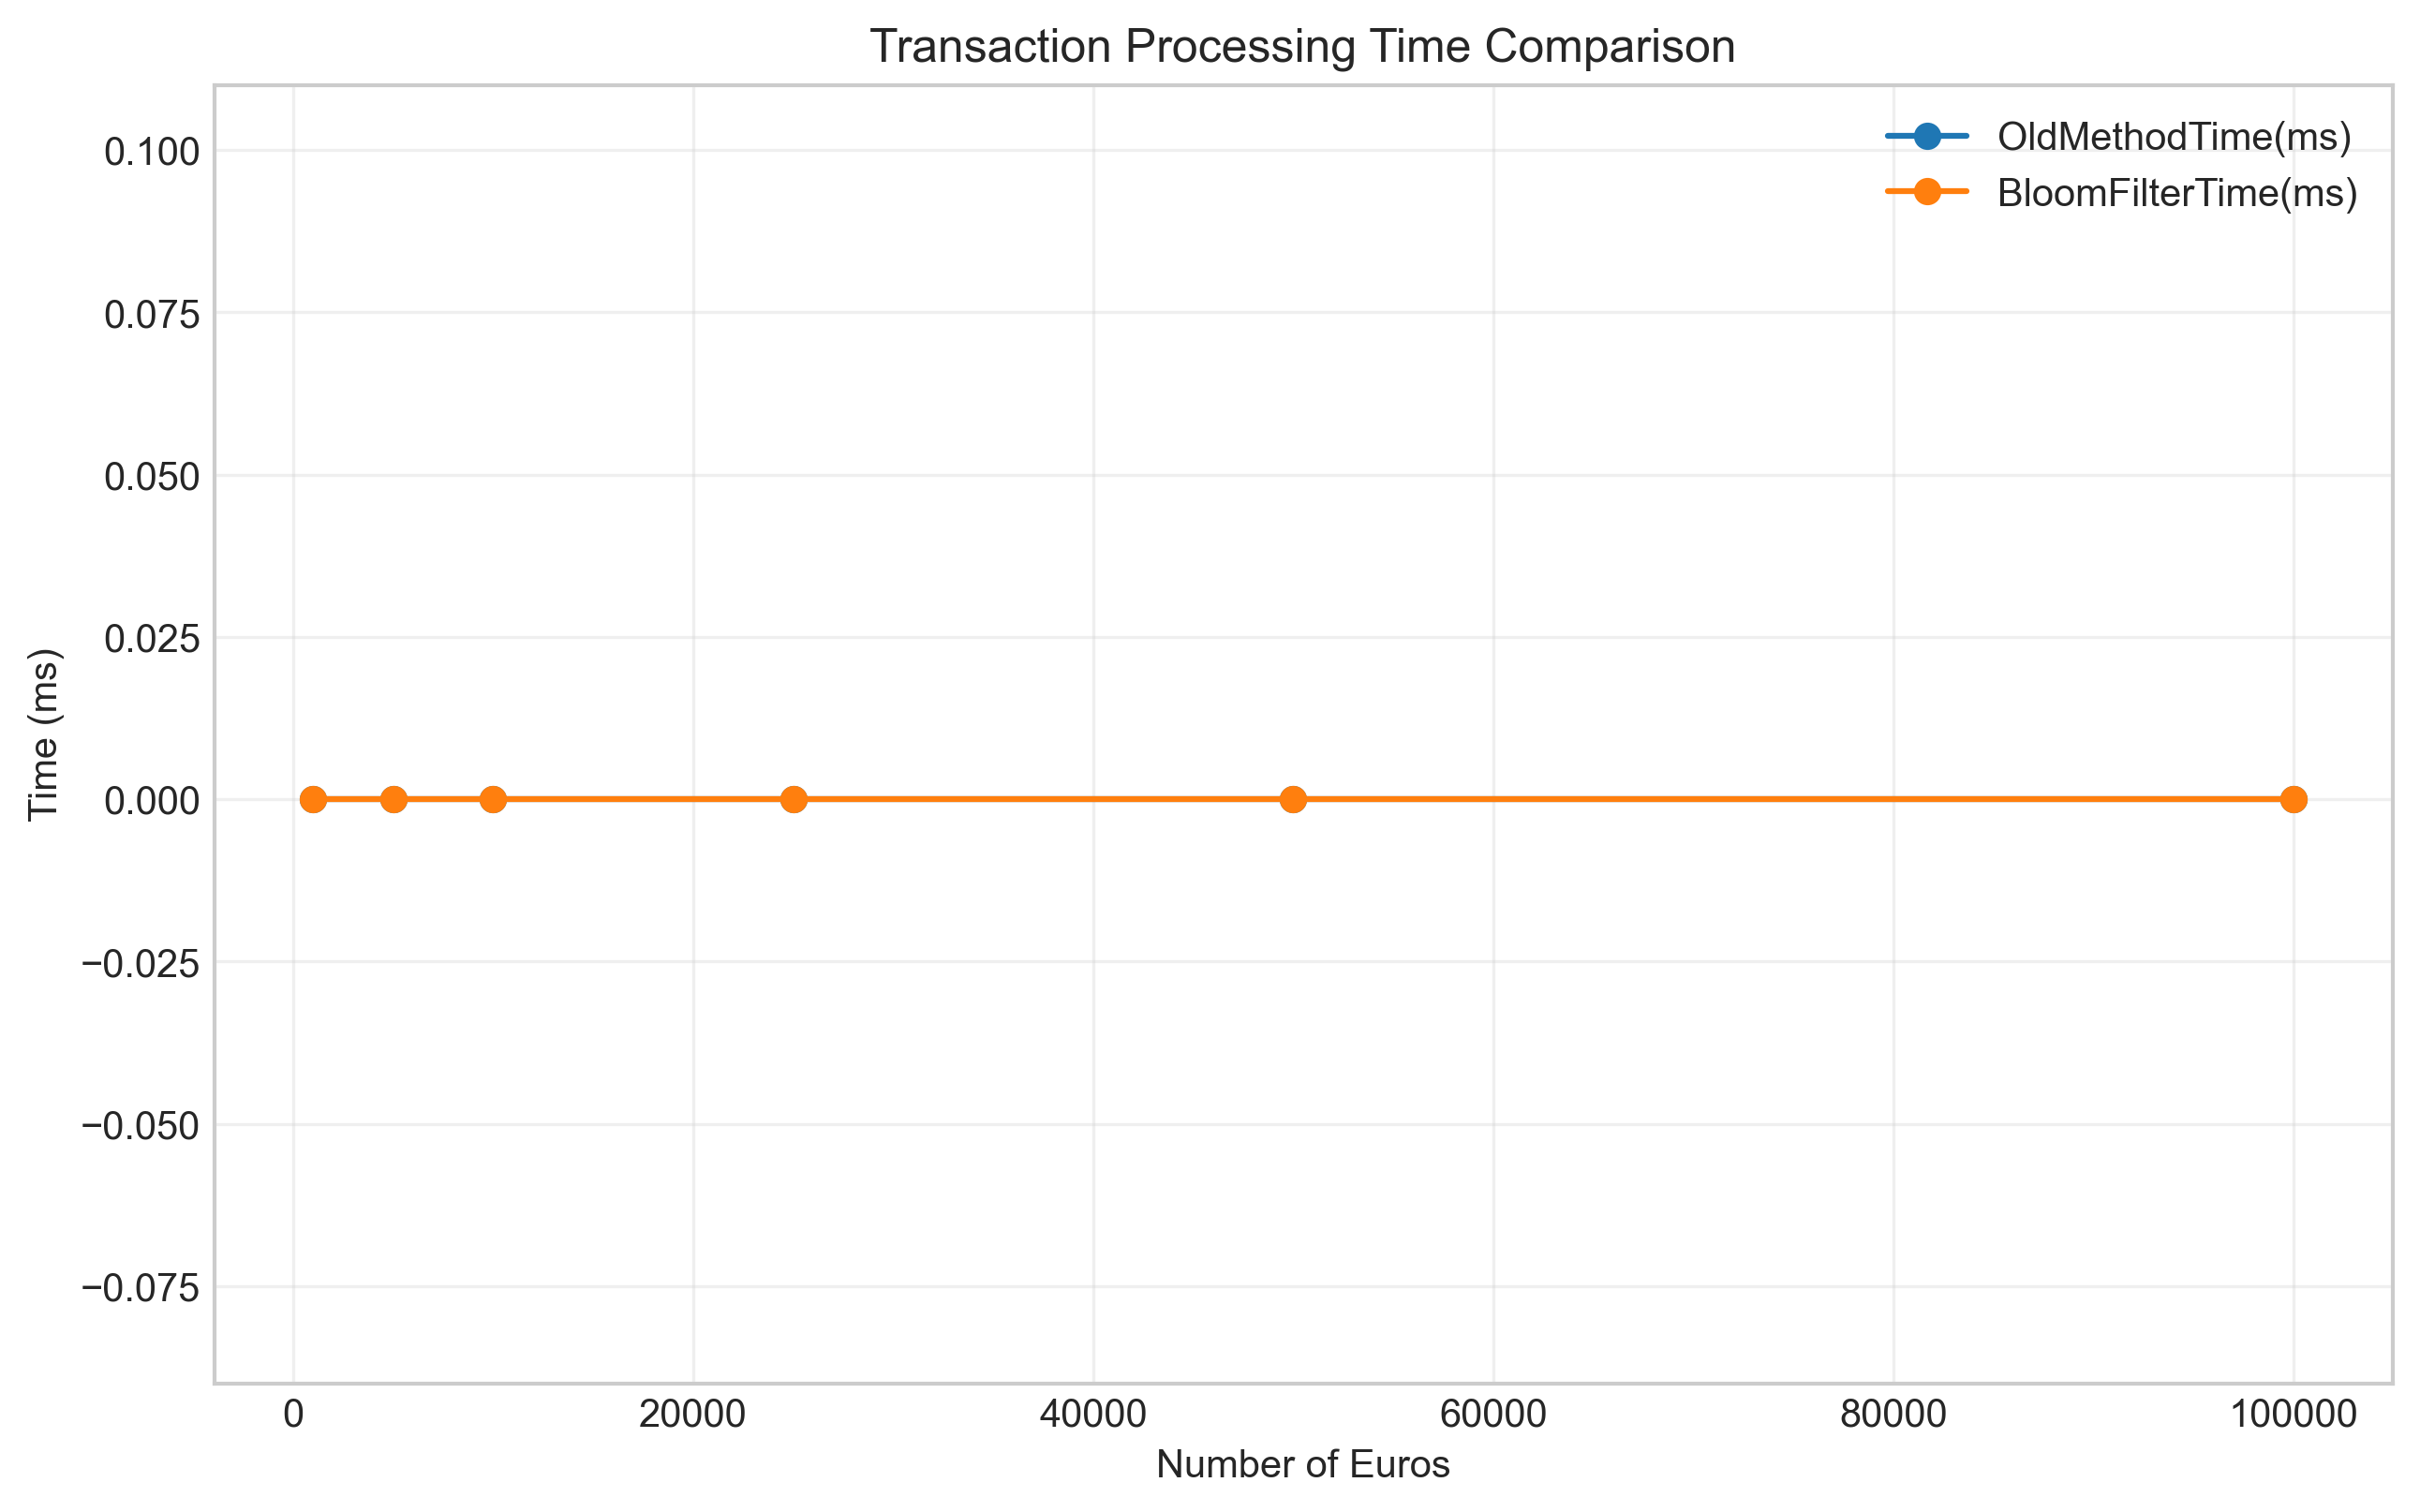 Transaction Processing Time Comparison
OldMethodTime(ms)
BloomFilterTime(ms)
Time (ms)
0.100
0.075
0.050
0.025
0.000
−0.025
−0.050
−0.075
0 20000 40000 60000 80000 100000
Number of Euros